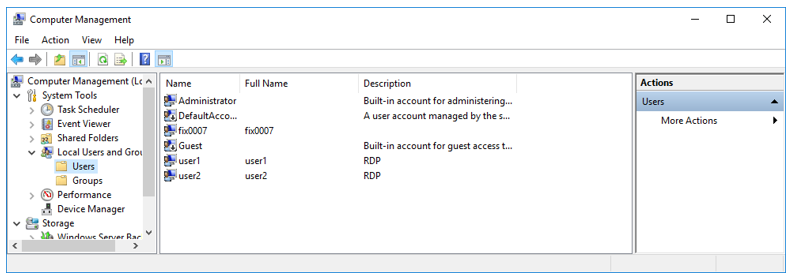 Computer Management
File Action View Help
Computer Management (Lo
System Tools
Task Scheduler
Event Viewer
Shared Folders
Local Users and Grou
Users
Groups
Performance
Device Manager
Storage
Windows Server Bac
Name Full Name Description
Administrator Built-in account for administering...
DefaultAcco... A user account managed by the s...
fix0007 fix0007
Guest Built-in account for guest access t...
user1 user1 RDP
user2 user2 RDP
Actions
Users
More Actions